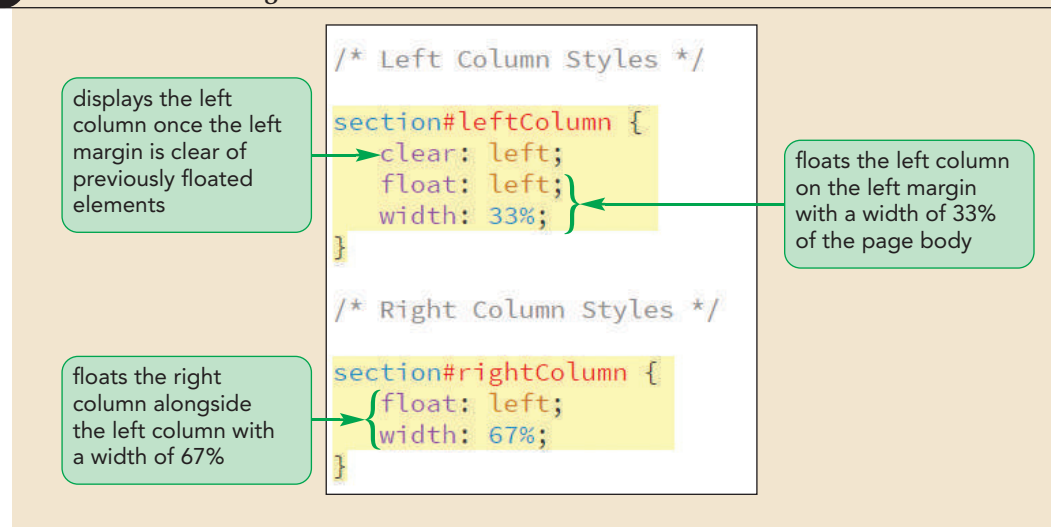 /* Left Column Styles */
displays the left
column once the left
margin is clear of
previously floated
elements
section#leftColumn {
clear: left;
float: left;
width: 33%;
}
floats the left column
on the left margin
with a width of 33%
of the page body
/* Right Column Styles */
floats the right
column alongside
the left column with
a width of 67%
section#rightColumn {
float: left;
width: 67%;
}